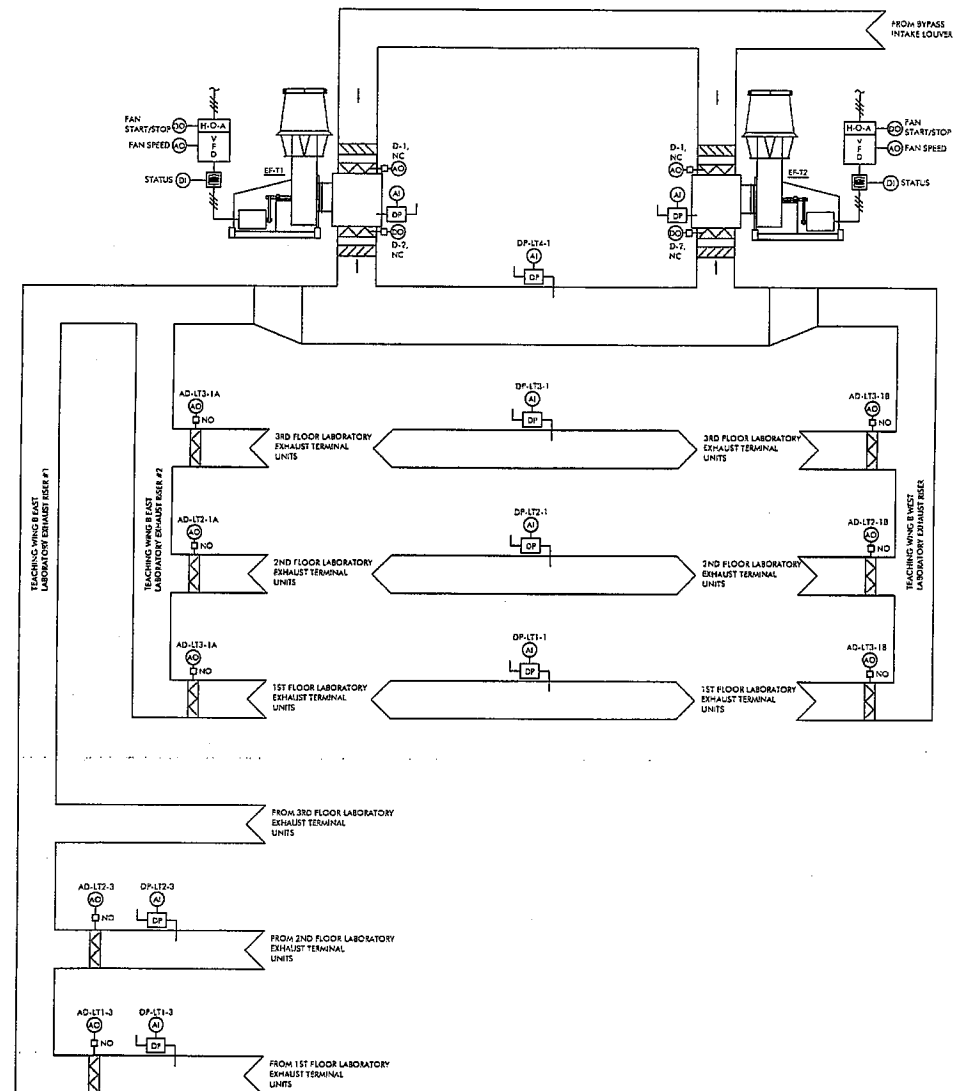 FROM BYPASS
INTAKE LOUVER
FAN
START/STOP
DO
H-O-A
FAN SPEED
AO
V
F
D
STATUS
DI
EF-T1
D-1,
NC
AO
AI
DP
DO
D-2,
NC
D-1,
NC
AO
AI
DP
DO
D-2,
NC
EF-T2
H-O-A
V
F
D
DO
FAN
START/STOP
AO
FAN SPEED
DI
STATUS
DP-LT4-1
AI
DP
AD-LT3-1A
AO
NO
3RD FLOOR LABORATORY
EXHAUST TERMINAL
UNITS
DP-LT3-1
AI
DP
3RD FLOOR LABORATORY
EXHAUST TERMINAL
UNITS
AD-LT3-1B
AO
NO
TEACHING WING B EAST
LABORATORY EXHAUST RISER #1
TEACHING WING B EAST
LABORATORY EXHAUST RISER #2
TEACHING WING B WEST
LABORATORY EXHAUST RISER
AD-LT2-1A
AO
NO
2ND FLOOR LABORATORY
EXHAUST TERMINAL
UNITS
DP-LT2-1
AI
DP
2ND FLOOR LABORATORY
EXHAUST TERMINAL
UNITS
AD-LT2-1B
AO
NO
AD-LT3-1A
AO
NO
1ST FLOOR LABORATORY
EXHAUST TERMINAL
UNITS
DP-LT1-1
AI
DP
1ST FLOOR LABORATORY
EXHAUST TERMINAL
UNITS
AD-LT3-1B
AO
NO
FROM 3RD FLOOR LABORATORY
EXHAUST TERMINAL
UNITS
AD-LT2-3
AO
NO
DP-LT2-3
AI
DP
FROM 2ND FLOOR LABORATORY
EXHAUST TERMINAL
UNITS
AD-LT1-3
AO
NO
DP-LT1-3
AI
DP
FROM 1ST FLOOR LABORATORY
EXHAUST TERMINAL
UNITS